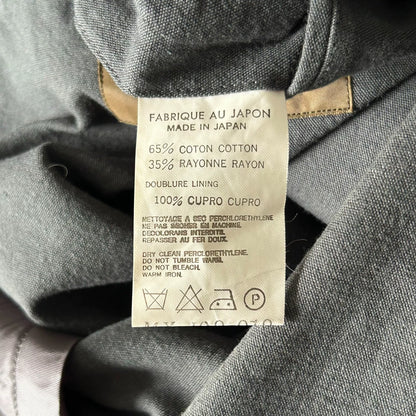 FABRIQUE AU JAPON
MADE IN JAPAN
65% COTON COTTON
35% RAYONNE RAYON
DOUBLURE LINING
100% CUPRO CUPRO
NETTOYAGE A SEC PERCHLORETHYLENE
NE PAS SECHER EN MACHINE.
DECOLORANS INTERDITS.
REPASSER AU FER DOUX.
DRY CLEAN PERCLORETHYLENE.
DO NOT TUMBLE WARM.
DO NOT BLEACH.
WARM IRON.
P